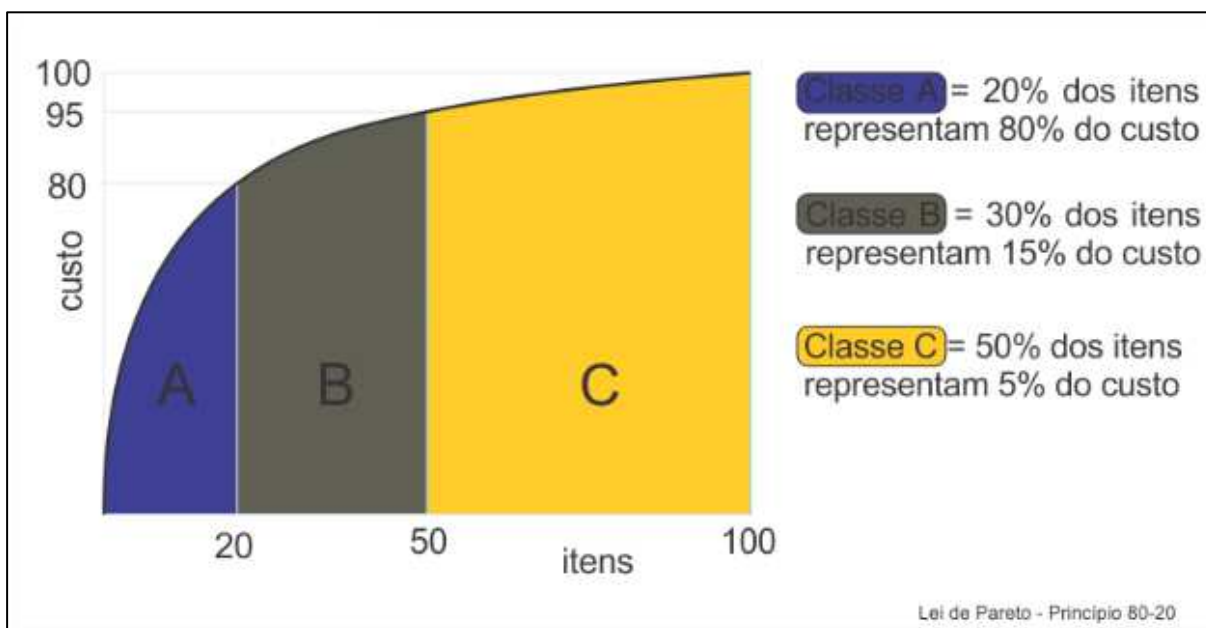 100
95
80
custo
A
B
C
20
50
100
itens
Classe A = 20% dos itens
representam 80% do custo
Classe B = 30% dos itens
representam 15% do custo
Classe C = 50% dos itens
representam 5% do custo
Lei de Pareto - Principio 80-20